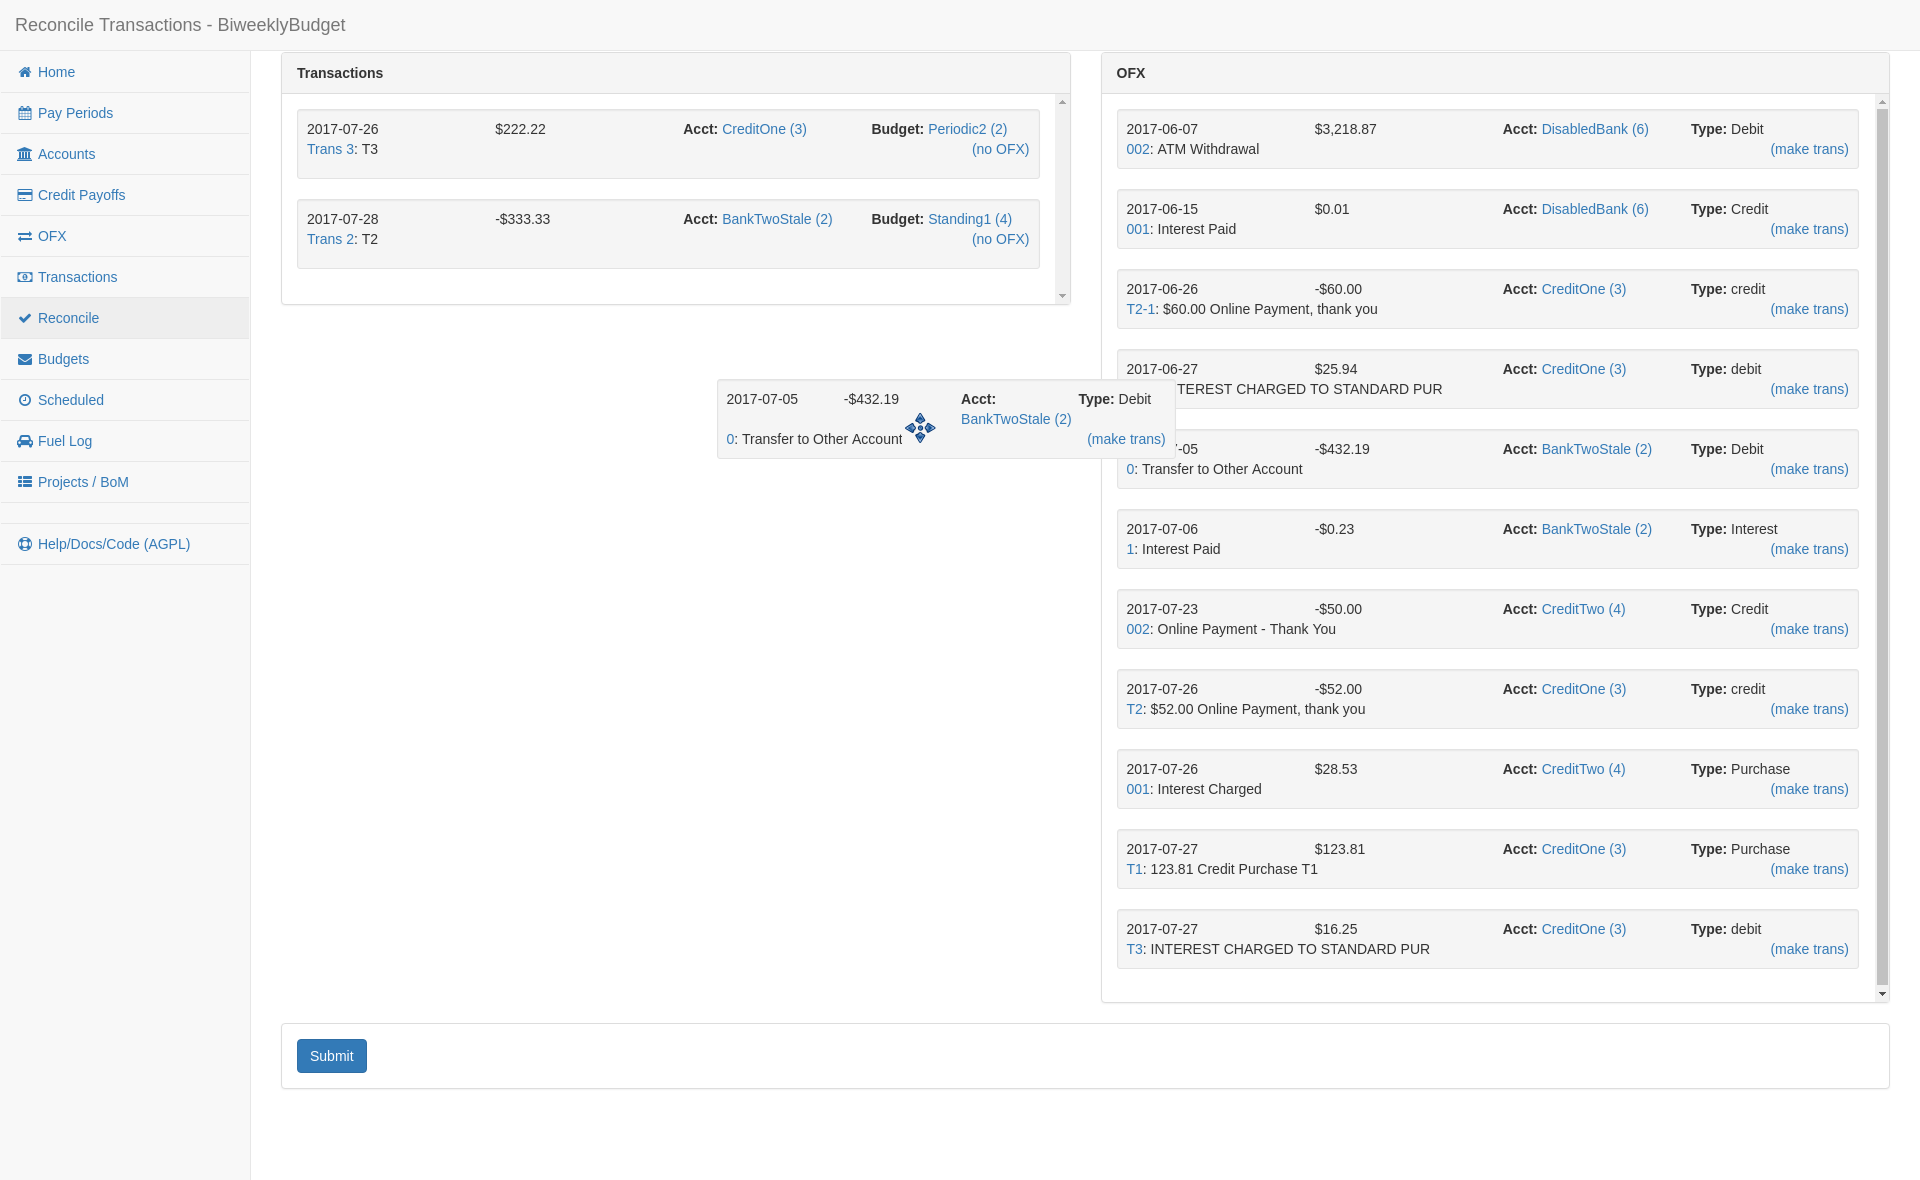 Reconcile Transactions - BiweeklyBudget
Home
Pay Periods
Accounts
Credit Payoffs
OFX
Transactions
Reconcile
Budgets
Scheduled
Fuel Log
Projects / BoM
Help/Docs/Code (AGPL)
Transactions
2017-07-26 $222.22 Acct: CreditOne (3) Budget: Periodic2 (2)
Trans 3: T3 (no OFX)
2017-07-28 -$333.33 Acct: BankTwoStale (2) Budget: Standing1 (4)
Trans 2: T2 (no OFX)
2017-07-05 -$432.19 Acct: Type: Debit
BankTwoStale (2)
0: Transfer to Other Account (make trans)
OFX
2017-06-07 $3,218.87 Acct: DisabledBank (6) Type: Debit
002: ATM Withdrawal (make trans)
2017-06-15 $0.01 Acct: DisabledBank (6) Type: Credit
001: Interest Paid (make trans)
2017-06-26 -$60.00 Acct: CreditOne (3) Type: credit
T2-1: $60.00 Online Payment, thank you (make trans)
2017-06-27 $25.94 Acct: CreditOne (3) Type: debit
TEREST CHARGED TO STANDARD PUR (make trans)
-05 -$432.19 Acct: BankTwoStale (2) Type: Debit
0: Transfer to Other Account (make trans)
2017-07-06 -$0.23 Acct: BankTwoStale (2) Type: Interest
1: Interest Paid (make trans)
2017-07-23 -$50.00 Acct: CreditTwo (4) Type: Credit
002: Online Payment - Thank You (make trans)
2017-07-26 -$52.00 Acct: CreditOne (3) Type: credit
T2: $52.00 Online Payment, thank you (make trans)
2017-07-26 $28.53 Acct: CreditTwo (4) Type: Purchase
001: Interest Charged (make trans)
2017-07-27 $123.81 Acct: CreditOne (3) Type: Purchase
T1: 123.81 Credit Purchase T1 (make trans)
2017-07-27 $16.25 Acct: CreditOne (3) Type: debit
T3: INTEREST CHARGED TO STANDARD PUR (make trans)
Submit